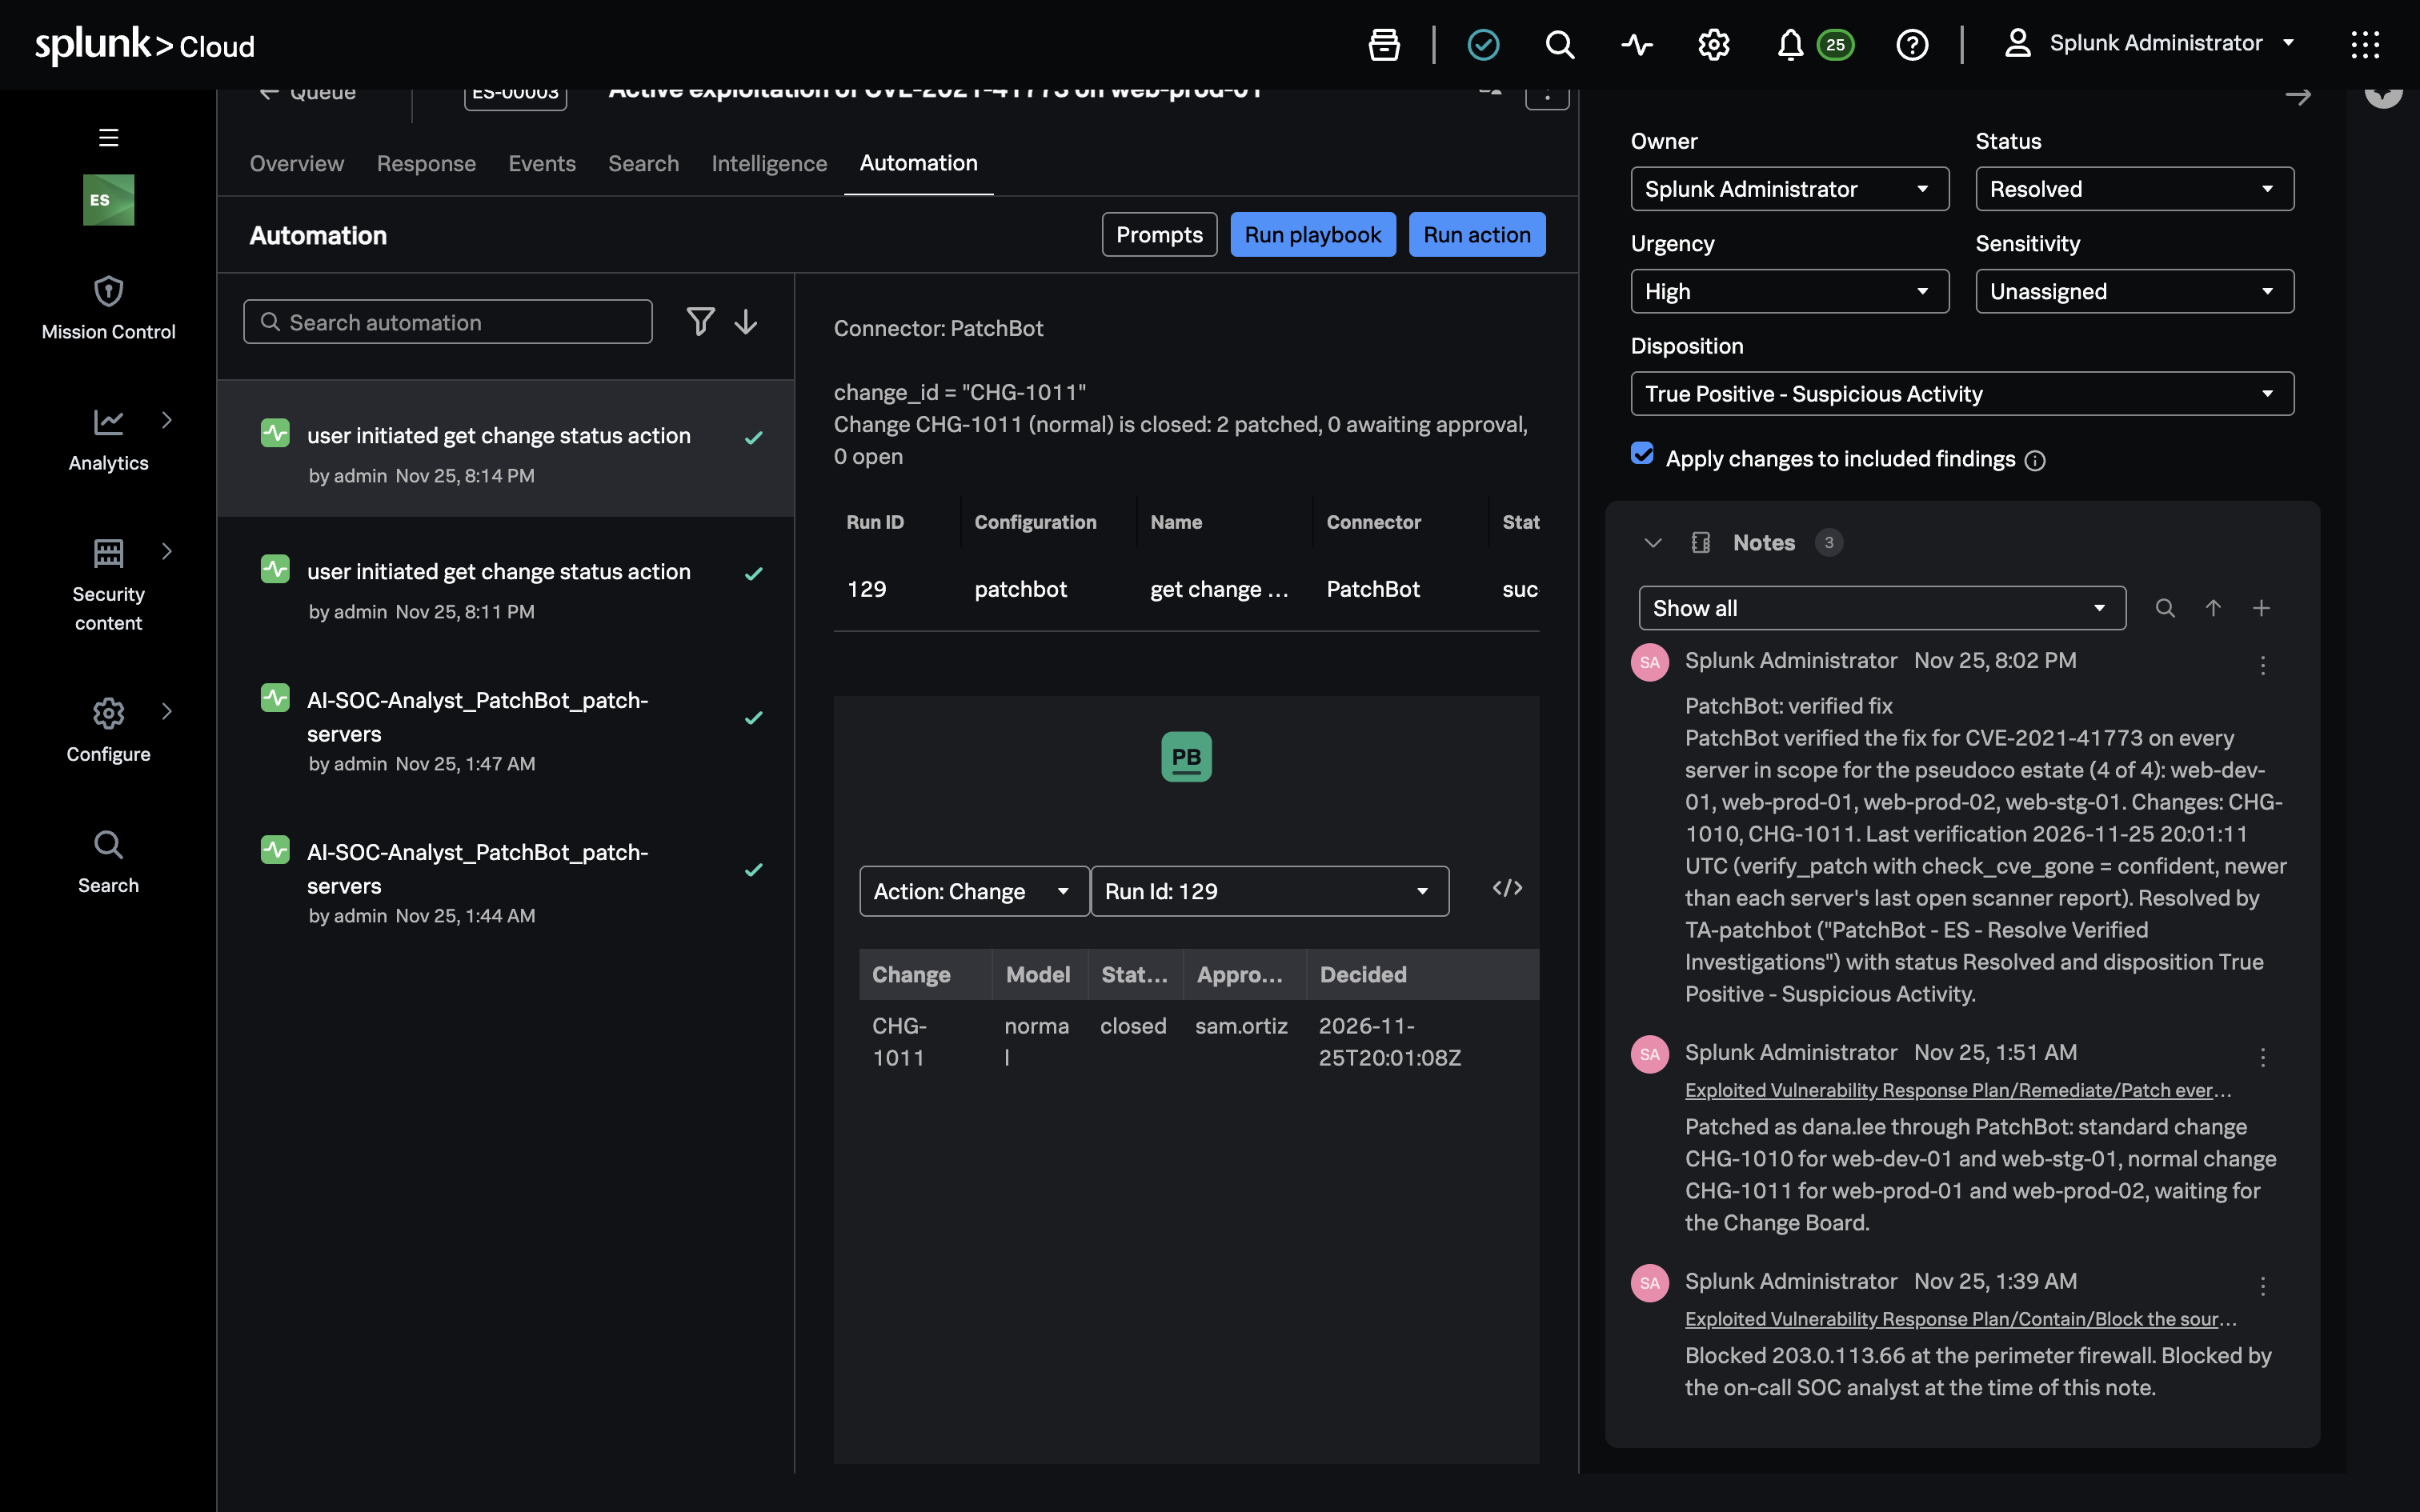 splunk>Cloud
25
Splunk Administrator
Queue
ES-00003
Active exploitation of CVE-2021-41773 on web-prod-01
Overview
Response
Events
Search
Intelligence
Automation
ES
Mission Control
Analytics
Security
content
Configure
Search
Automation
Prompts
Run playbook
Run action
Search automation
user initiated get change status action
by admin Nov 25, 8:14 PM
user initiated get change status action
by admin Nov 25, 8:11 PM
AI-SOC-Analyst_PatchBot_patch-
servers
by admin Nov 25, 1:47 AM
AI-SOC-Analyst_PatchBot_patch-
servers
by admin Nov 25, 1:44 AM
Connector: PatchBot
change_id = "CHG-1011"
Change CHG-1011 (normal) is closed: 2 patched, 0 awaiting approval,
0 open
Run ID Configuration Name Connector Stat
129 patchbot get change ... PatchBot suc
PB
Action: Change
Run Id: 129
</>
Change Model Stat... Appro... Decided
CHG- norma closed sam.ortiz 2026-11-
1011 l 25T20:01:08Z
Owner
Status
Splunk Administrator
Resolved
Urgency
Sensitivity
High
Unassigned
Disposition
True Positive - Suspicious Activity
Apply changes to included findings
Notes 3
Show all
SA
Splunk Administrator Nov 25, 8:02 PM
PatchBot: verified fix
PatchBot verified the fix for CVE-2021-41773 on every
server in scope for the pseudoco estate (4 of 4): web-dev-
01, web-prod-01, web-prod-02, web-stg-01. Changes: CHG-
1010, CHG-1011. Last verification 2026-11-25 20:01:11
UTC (verify_patch with check_cve_gone = confident, newer
than each server's last open scanner report). Resolved by
TA-patchbot ("PatchBot - ES - Resolve Verified
Investigations") with status Resolved and disposition True
Positive - Suspicious Activity.
SA
Splunk Administrator Nov 25, 1:51 AM
Exploited Vulnerability Response Plan/Remediate/Patch ever...
Patched as dana.lee through PatchBot: standard change
CHG-1010 for web-dev-01 and web-stg-01, normal change
CHG-1011 for web-prod-01 and web-prod-02, waiting for
the Change Board.
SA
Splunk Administrator Nov 25, 1:39 AM
Exploited Vulnerability Response Plan/Contain/Block the sour...
Blocked 203.0.113.66 at the perimeter firewall. Blocked by
the on-call SOC analyst at the time of this note.